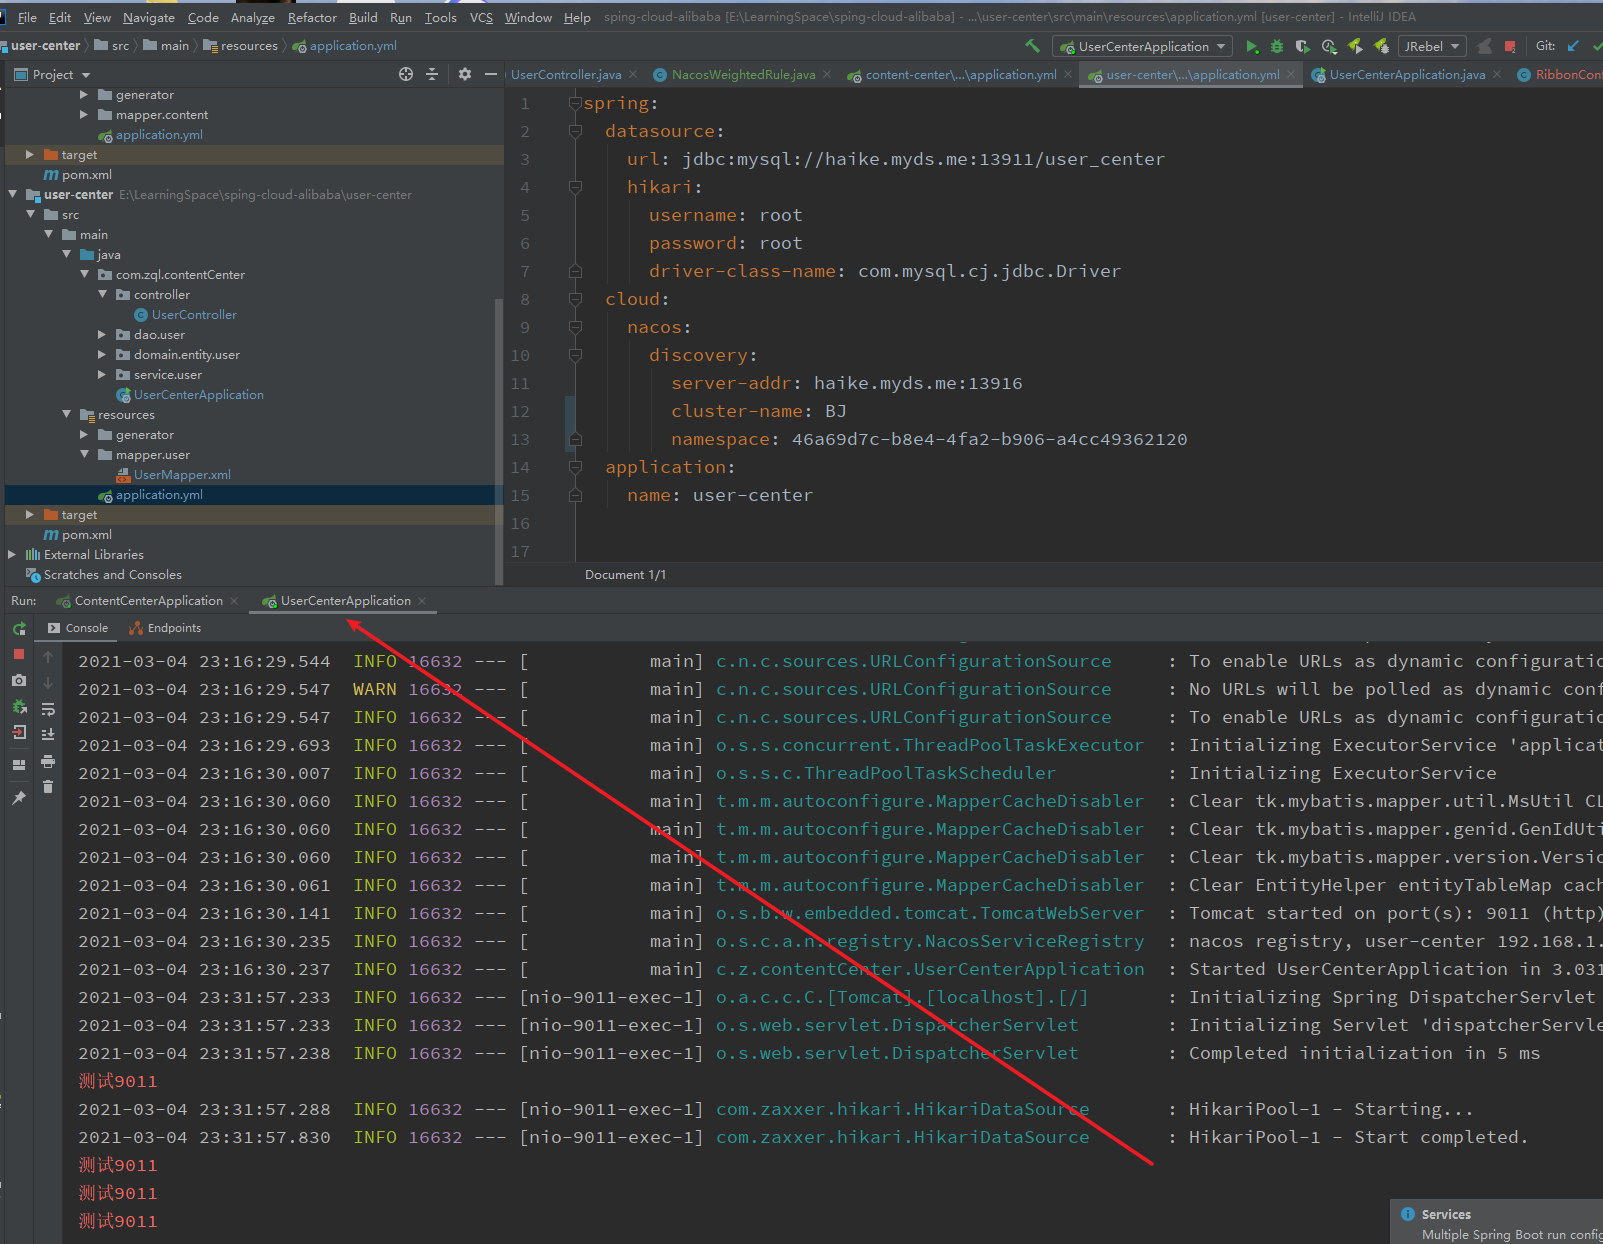 File Edit View Navigate Code Analyze Refactor Build Run Tools VCS Window Help sping-cloud-alibaba [E:\LearningSpace\sping-cloud-alibaba] - ...\user-center\src\main\resources\application.yml [user-center] - IntelliJ IDEA
user-center src main resources application.yml UserCenterApplication JRebel Git:
Project UserController.java NacosWeightedRule.java content-center\...\application.yml user-center\...\application.yml UserCenterApplication.java RibbonConf
generator
mapper.content
application.yml
target
pom.xml
user-center E:\LearningSpace\sping-cloud-alibaba\user-center
src
main
java
com.zql.contentCenter
controller
UserController
dao.user
domain.entity.user
service.user
UserCenterApplication
resources
generator
mapper.user
UserMapper.xml
application.yml
target
pom.xml
External Libraries
Scratches and Consoles
1 spring:
2 datasource:
3 url: jdbc:mysql://haike.myds.me:13911/user_center
4 hikari:
5 username: root
6 password: root
7 driver-class-name: com.mysql.cj.jdbc.Driver
8 cloud:
9 nacos:
10 discovery:
11 server-addr: haike.myds.me:13916
12 cluster-name: BJ
13 namespace: 46a69d7c-b8e4-4fa2-b906-a4cc49362120
14 application:
15 name: user-center
16
17
Document 1/1
Run: ContentCenterApplication UserCenterApplication
Console Endpoints
2021-03-04 23:16:29.544 INFO 16632 --- [ main] c.n.c.sources.URLConfigurationSource : To enable URLs as dynamic configuratio
2021-03-04 23:16:29.547 WARN 16632 --- [ main] c.n.c.sources.URLConfigurationSource : No URLs will be polled as dynamic conf
2021-03-04 23:16:29.547 INFO 16632 --- [ main] c.n.c.sources.URLConfigurationSource : To enable URLs as dynamic configuratio
2021-03-04 23:16:29.693 INFO 16632 --- [ main] o.s.s.concurrent.ThreadPoolTaskExecutor : Initializing ExecutorService 'applicat
2021-03-04 23:16:30.007 INFO 16632 --- [ main] o.s.s.c.ThreadPoolTaskScheduler : Initializing ExecutorService
2021-03-04 23:16:30.060 INFO 16632 --- [ main] t.m.m.autoconfigure.MapperCacheDisabler : Clear tk.mybatis.mapper.util.MsUtil CL
2021-03-04 23:16:30.060 INFO 16632 --- [ main] t.m.m.autoconfigure.MapperCacheDisabler : Clear tk.mybatis.mapper.genid.GenIdUti
2021-03-04 23:16:30.060 INFO 16632 --- [ main] t.m.m.autoconfigure.MapperCacheDisabler : Clear tk.mybatis.mapper.version.Versio
2021-03-04 23:16:30.061 INFO 16632 --- [ main] t.m.m.autoconfigure.MapperCacheDisabler : Clear EntityHelper entityTableMap cach
2021-03-04 23:16:30.141 INFO 16632 --- [ main] o.s.b.w.embedded.tomcat.TomcatWebServer : Tomcat started on port(s): 9011 (http)
2021-03-04 23:16:30.235 INFO 16632 --- [ main] o.s.c.a.n.registry.NacosServiceRegistry : nacos registry, user-center 192.168.1.
2021-03-04 23:16:30.237 INFO 16632 --- [ main] c.z.contentCenter.UserCenterApplication : Started UserCenterApplication in 3.031
2021-03-04 23:31:57.233 INFO 16632 --- [nio-9011-exec-1] o.a.c.c.C.[Tomcat].[localhost].[/] : Initializing Spring DispatcherServlet
2021-03-04 23:31:57.233 INFO 16632 --- [nio-9011-exec-1] o.s.web.servlet.DispatcherServlet : Initializing Servlet 'dispatcherServle
2021-03-04 23:31:57.238 INFO 16632 --- [nio-9011-exec-1] o.s.web.servlet.DispatcherServlet : Completed initialization in 5 ms
测试9011
2021-03-04 23:31:57.288 INFO 16632 --- [nio-9011-exec-1] com.zaxxer.hikari.HikariDataSource : HikariPool-1 - Starting...
2021-03-04 23:31:57.830 INFO 16632 --- [nio-9011-exec-1] com.zaxxer.hikari.HikariDataSource : HikariPool-1 - Start completed.
测试9011
测试9011
测试9011
Services
Multiple Spring Boot run config